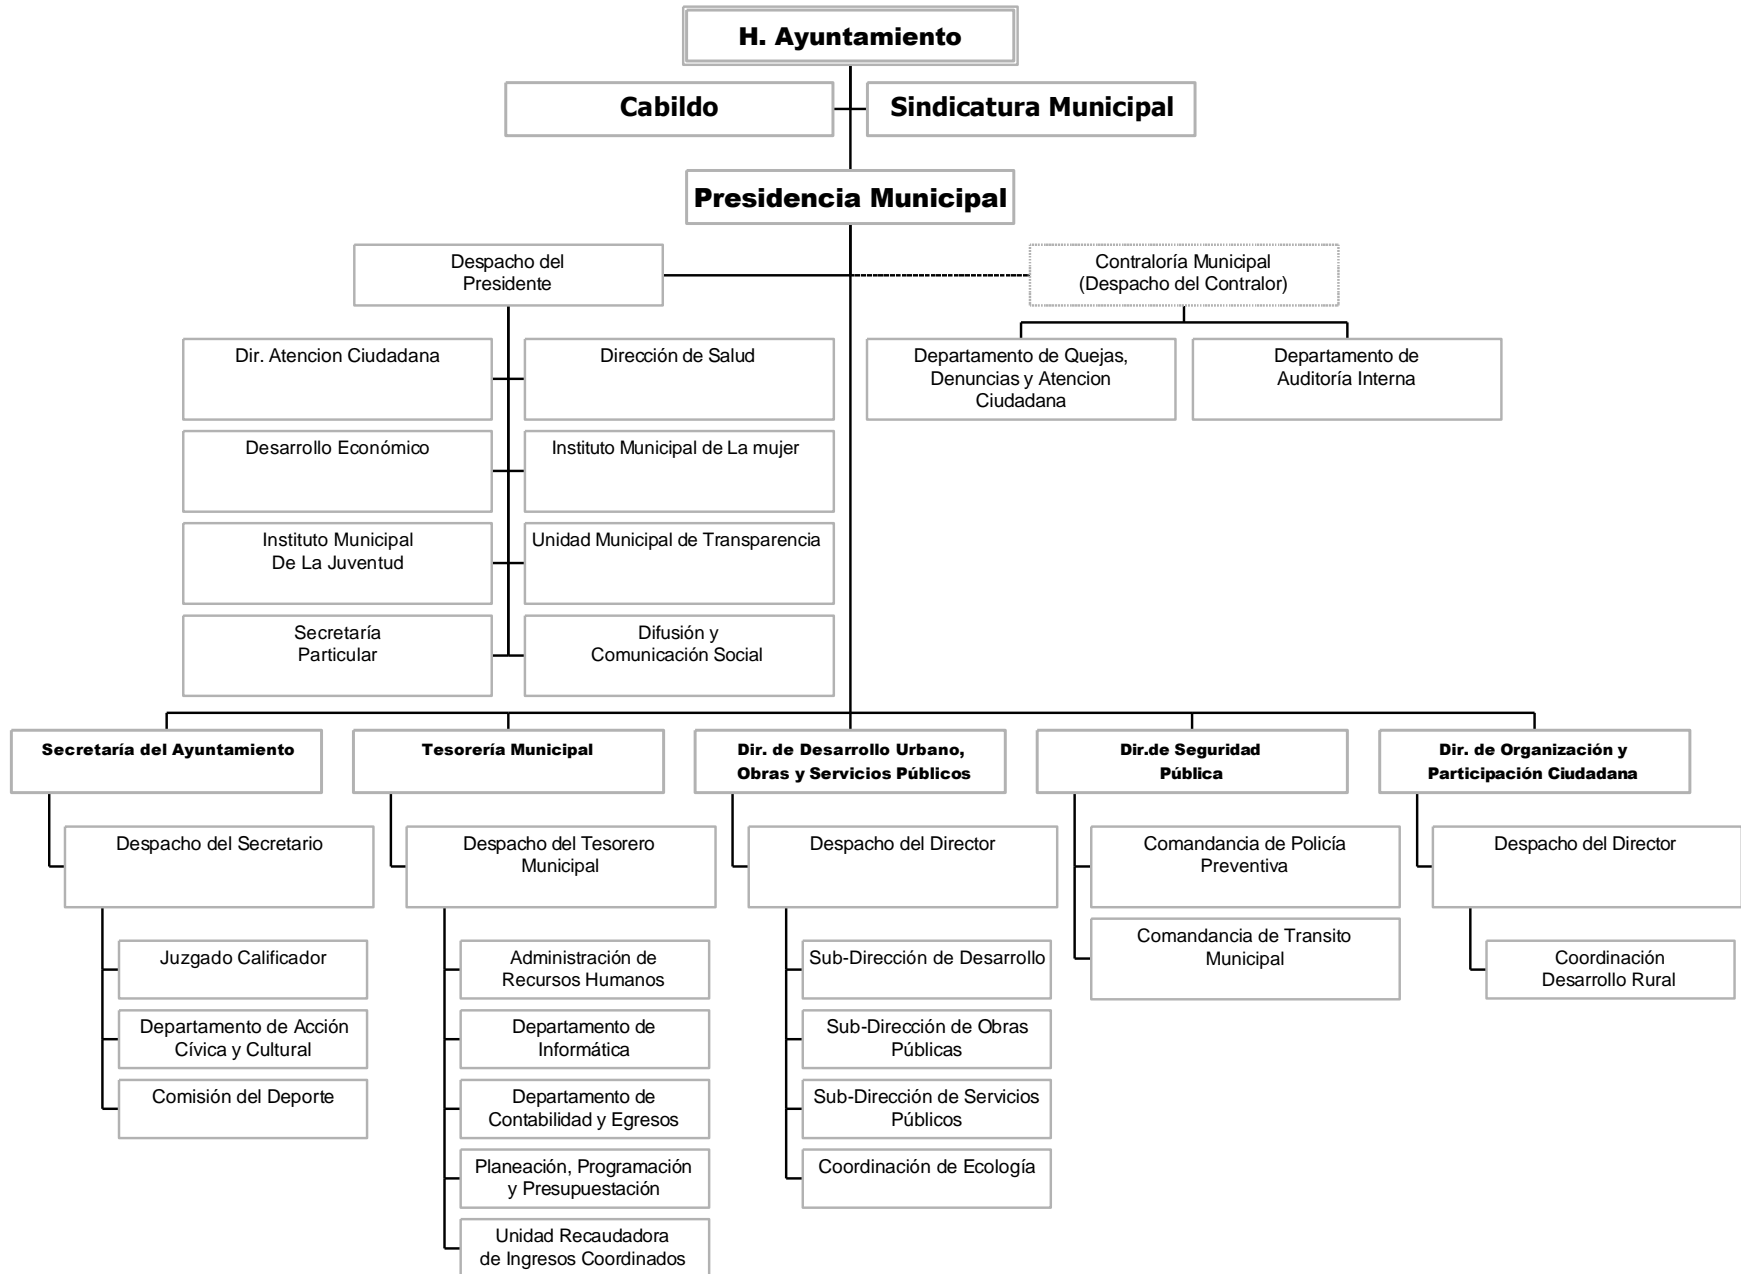 H. Ayuntamiento
Cabildo
Sindicatura Municipal
Presidencia Municipal
Despacho del
Presidente
Contraloría Municipal
(Despacho del Contralor)
Dir. Atencion Ciudadana
Dirección de Salud
Departamento de Quejas,
Denuncias y Atencion
Ciudadana
Departamento de
Auditoría Interna
Desarrollo Económico
Instituto Municipal de La mujer
Instituto Municipal
De La Juventud
Unidad Municipal de Transparencia
Secretaría
Particular
Difusión y
Comunicación Social
Secretaría del Ayuntamiento
Despacho del Secretario
Juzgado Calificador
Departamento de Acción
Cívica y Cultural
Comisión del Deporte
Tesorería Municipal
Despacho del Tesorero
Municipal
Administración de
Recursos Humanos
Departamento de
Informática
Departamento de
Contabilidad y Egresos
Planeación, Programación
y Presupuestación
Unidad Recaudadora
de Ingresos Coordinados
Dir. de Desarrollo Urbano,
Obras y Servicios Públicos
Despacho del Director
Sub-Dirección de Desarrollo
Sub-Dirección de Obras
Públicas
Sub-Dirección de Servicios
Públicos
Coordinación de Ecología
Dir.de Seguridad
Pública
Comandancia de Policía
Preventiva
Comandancia de Transito
Municipal
Dir. de Organización y
Participación Ciudadana
Despacho del Director
Coordinación
Desarrollo Rural